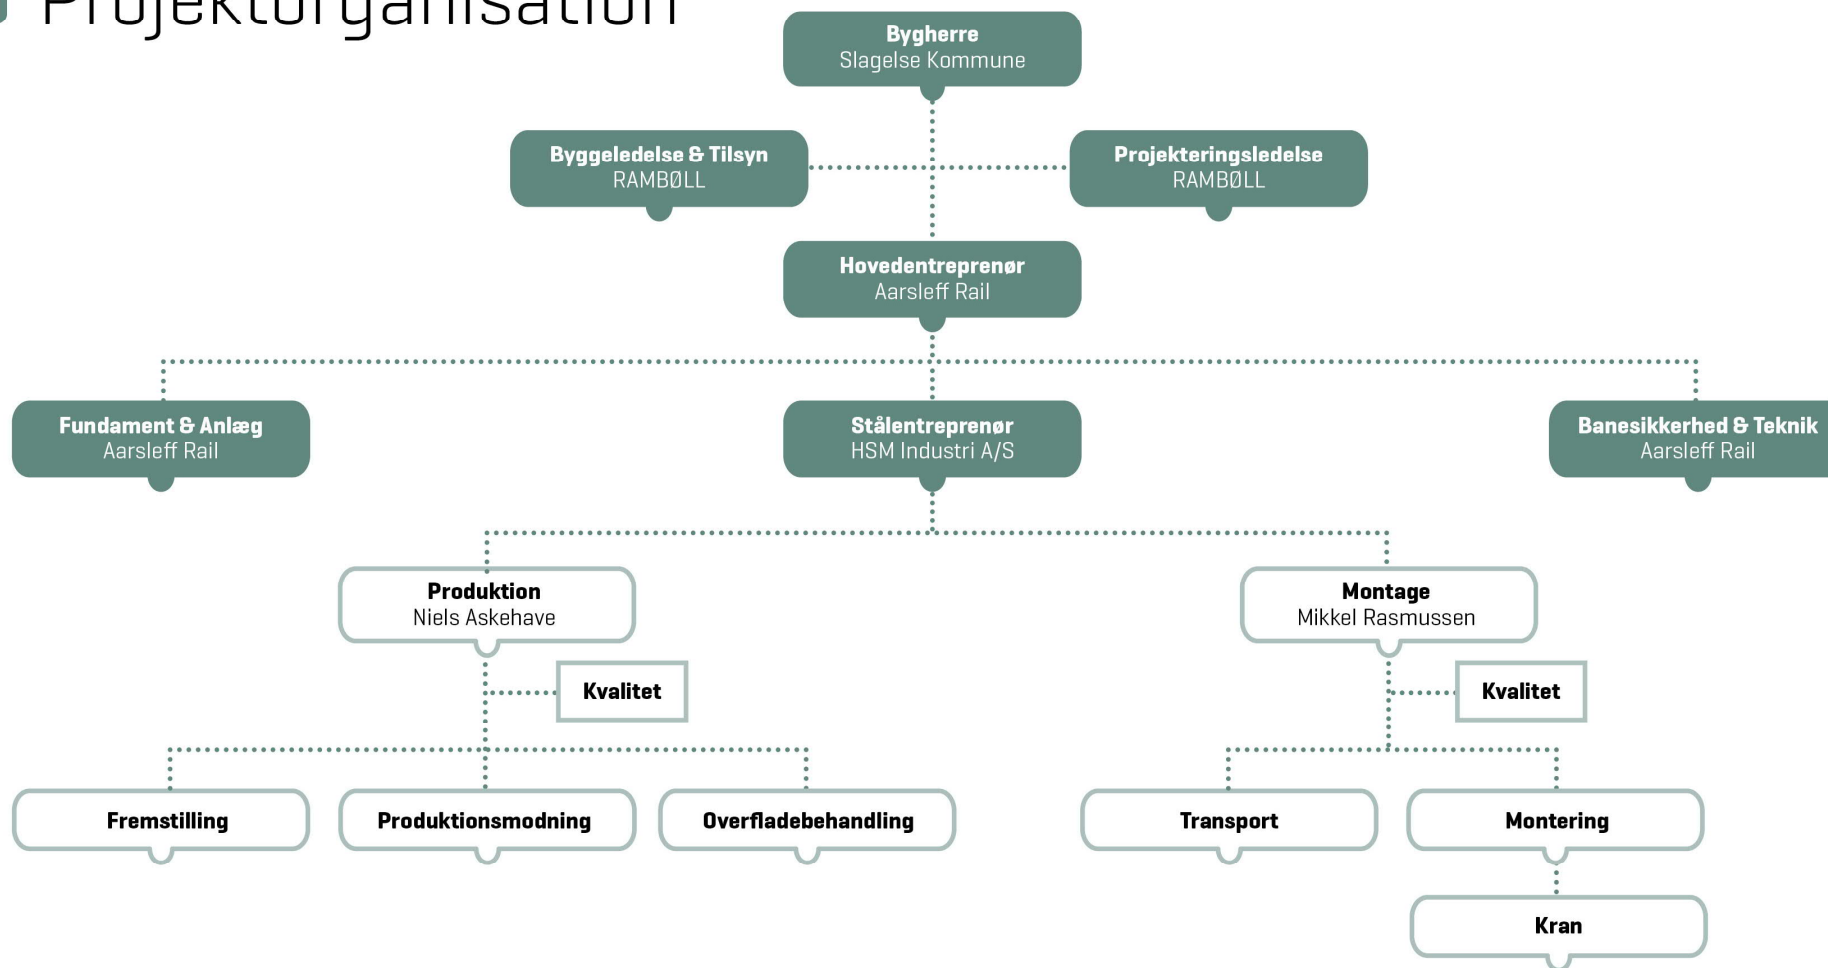 Projektorganisation
Bygherre
Slagelse Kommune
Byggeledelse & Tilsyn
RAMBØLL
Projekteringsledelse
RAMBØLL
Hovedentreprenør
Aarsleff Rail
Fundament & Anlæg
Aarsleff Rail
Stålentreprenør
HSM Industri A/S
Banesikkerhed & Teknik
Aarsleff Rail
Produktion
Niels Askehave
Montage
Mikkel Rasmussen
Kvalitet
Kvalitet
Fremstilling
Produktionsmodning
Overfladebehandling
Transport
Montering
Kran